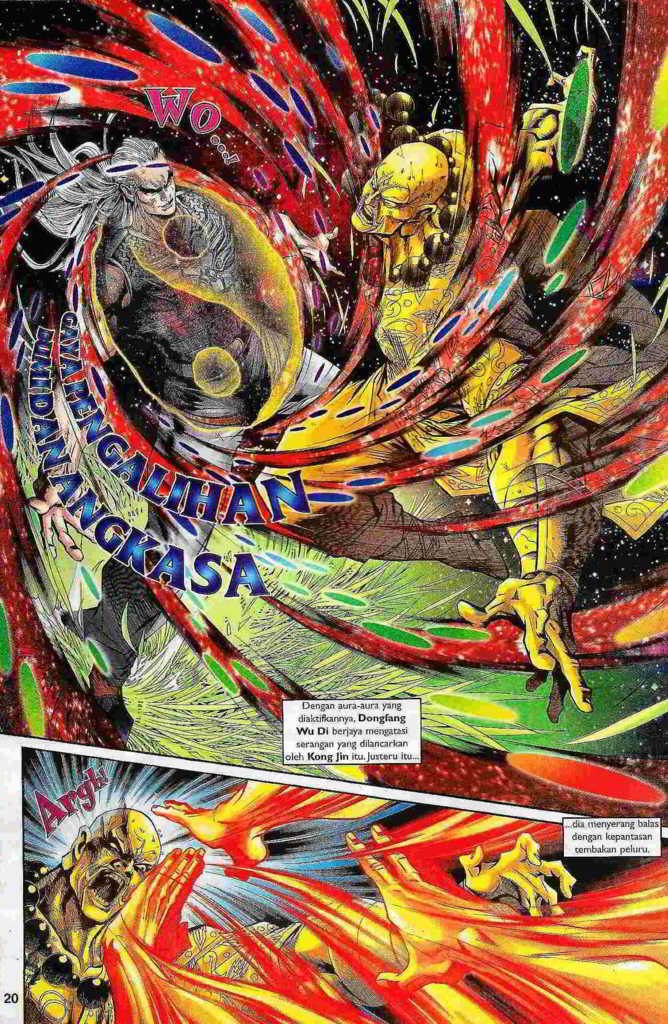 WO...!!
GAYA PENGALIHAN
BUMI DAN ANGKASA
Dengan aura-aura yang
diaktifkannya, Dongfang
Wu Di berjaya mengatasi
serangan yang dilancarkan
oleh Kong Jin itu. Justeru itu...
Argh!
...dia menyerang balas
dengan kepantasan
tembakan peluru.
20